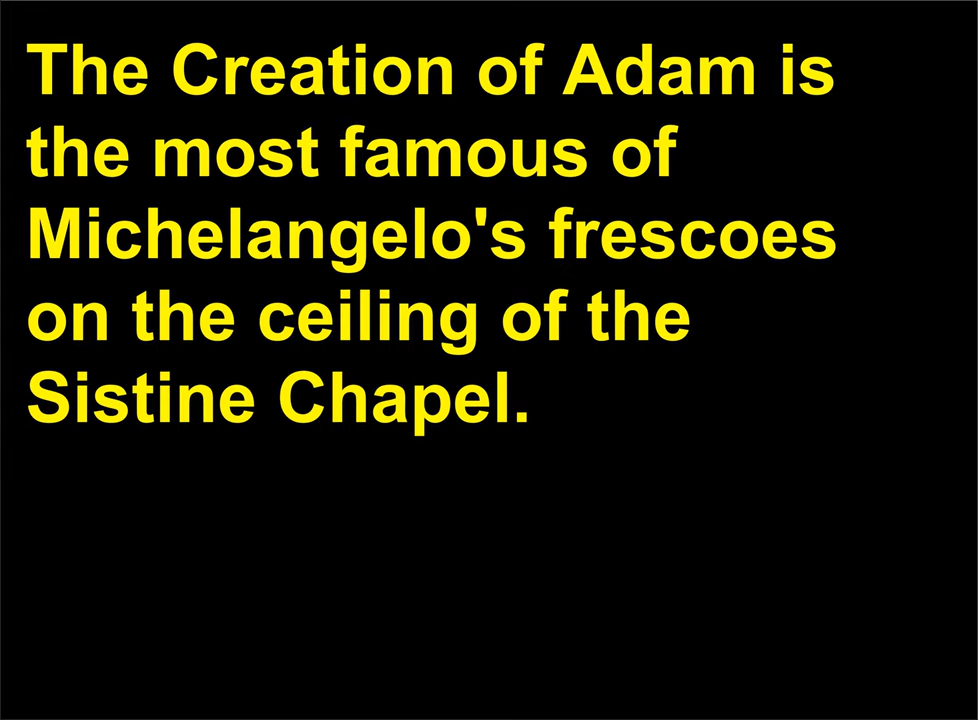 The Creation of Adam is
the most famous of
Michelangelo's frescoes
on the ceiling of the
Sistine Chapel.